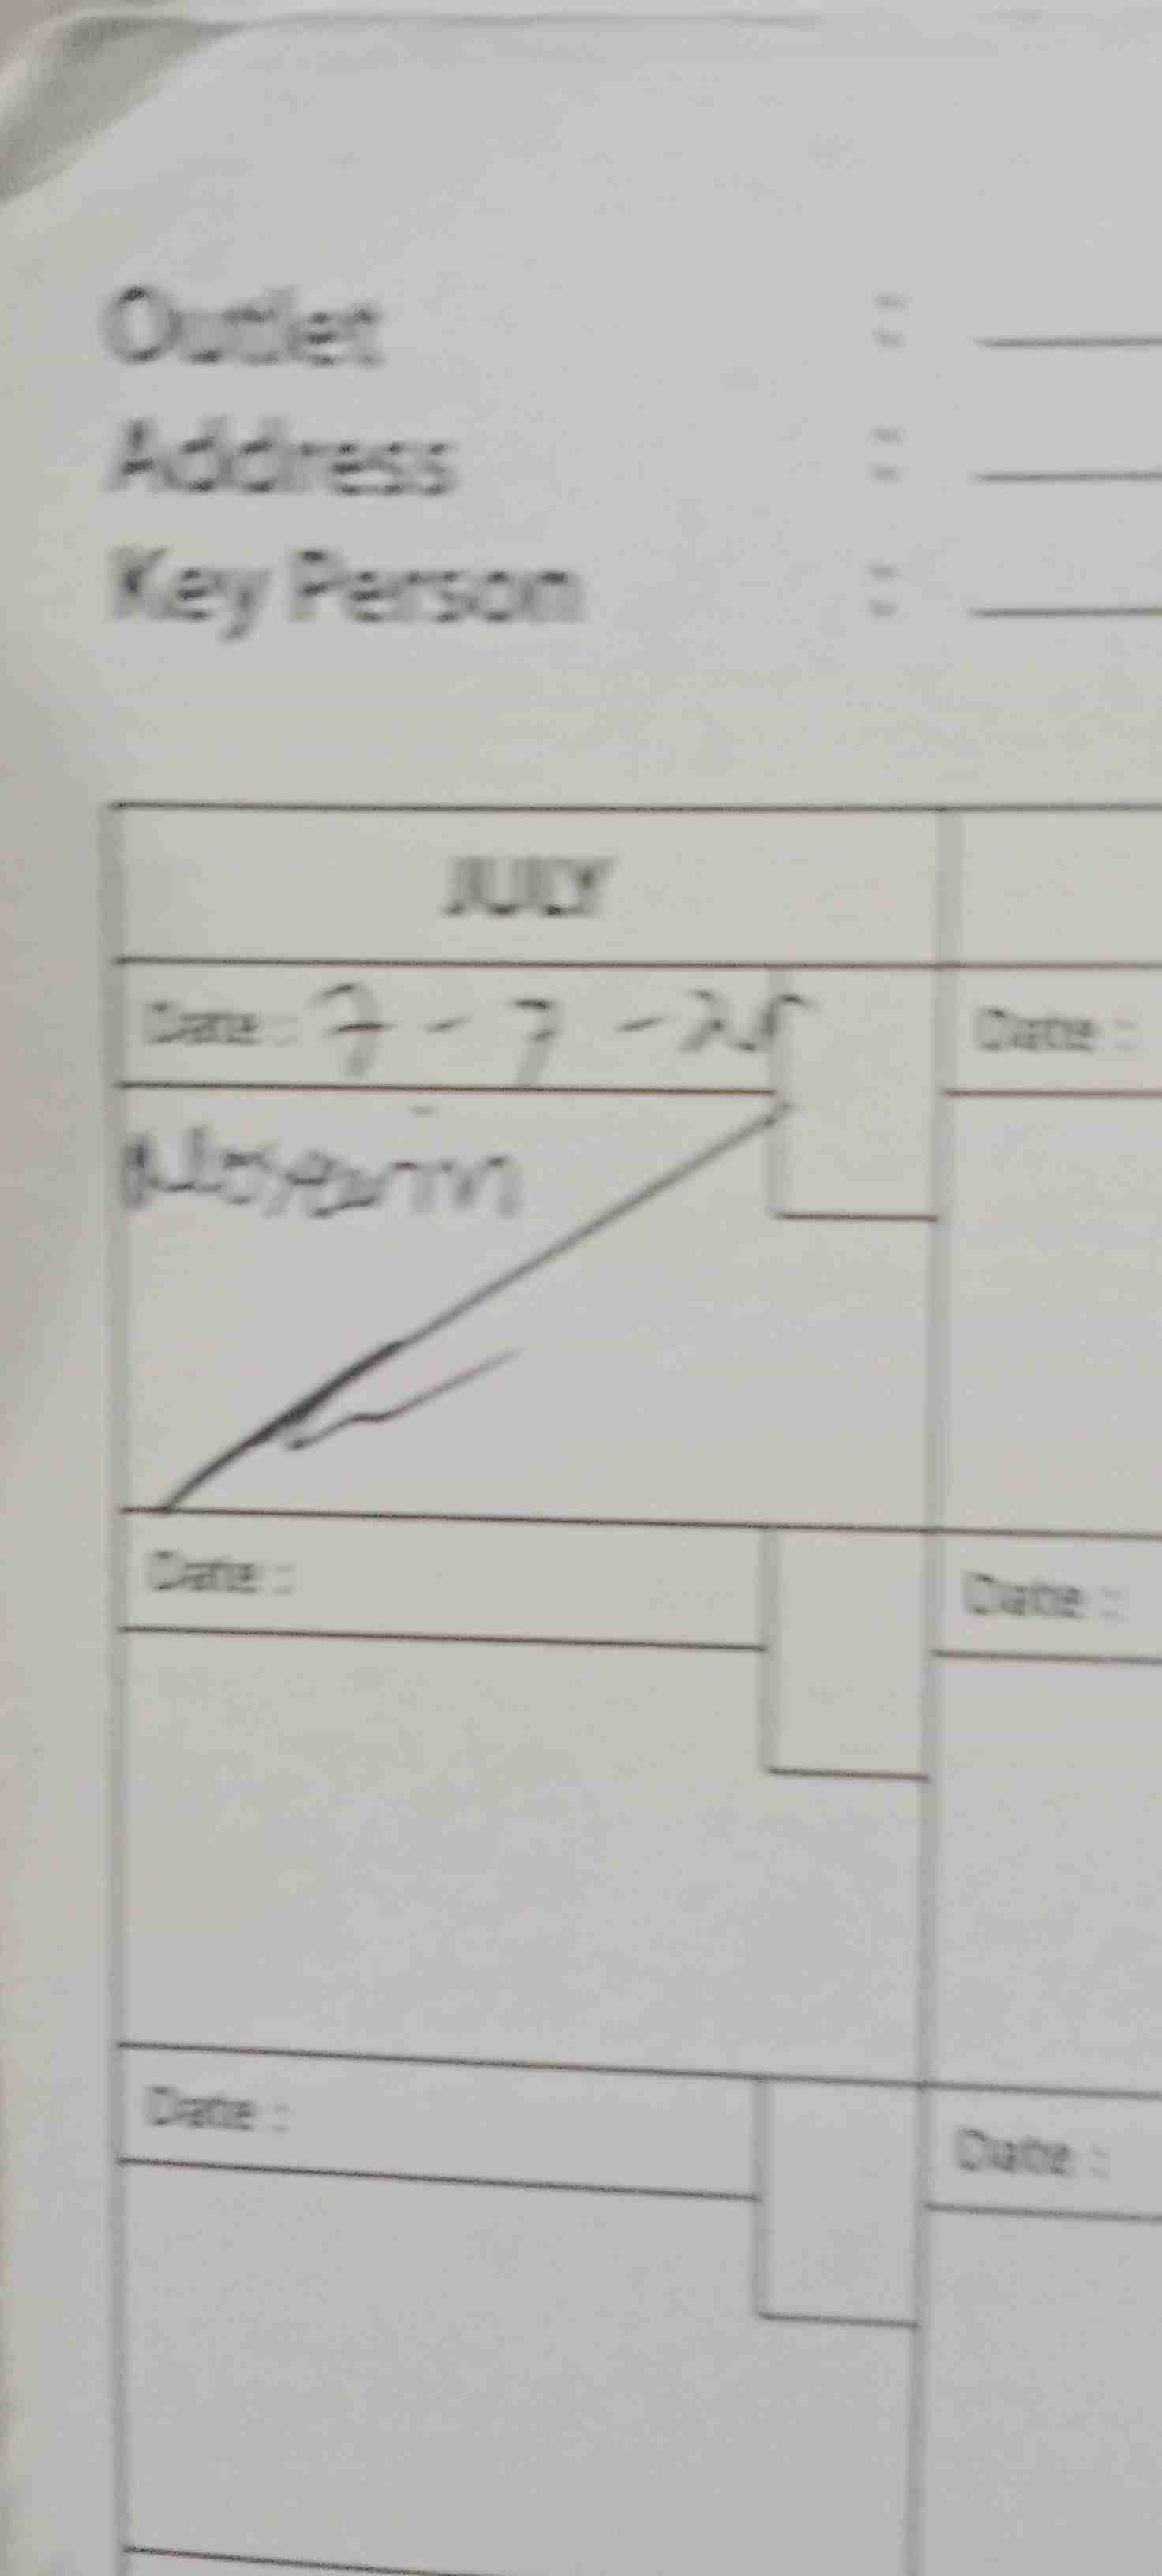 Outlet :
Address :
Key Person :
JULY
Date : 7 - 7 - 25
Date :
Date :
Date :
Date :
Date :